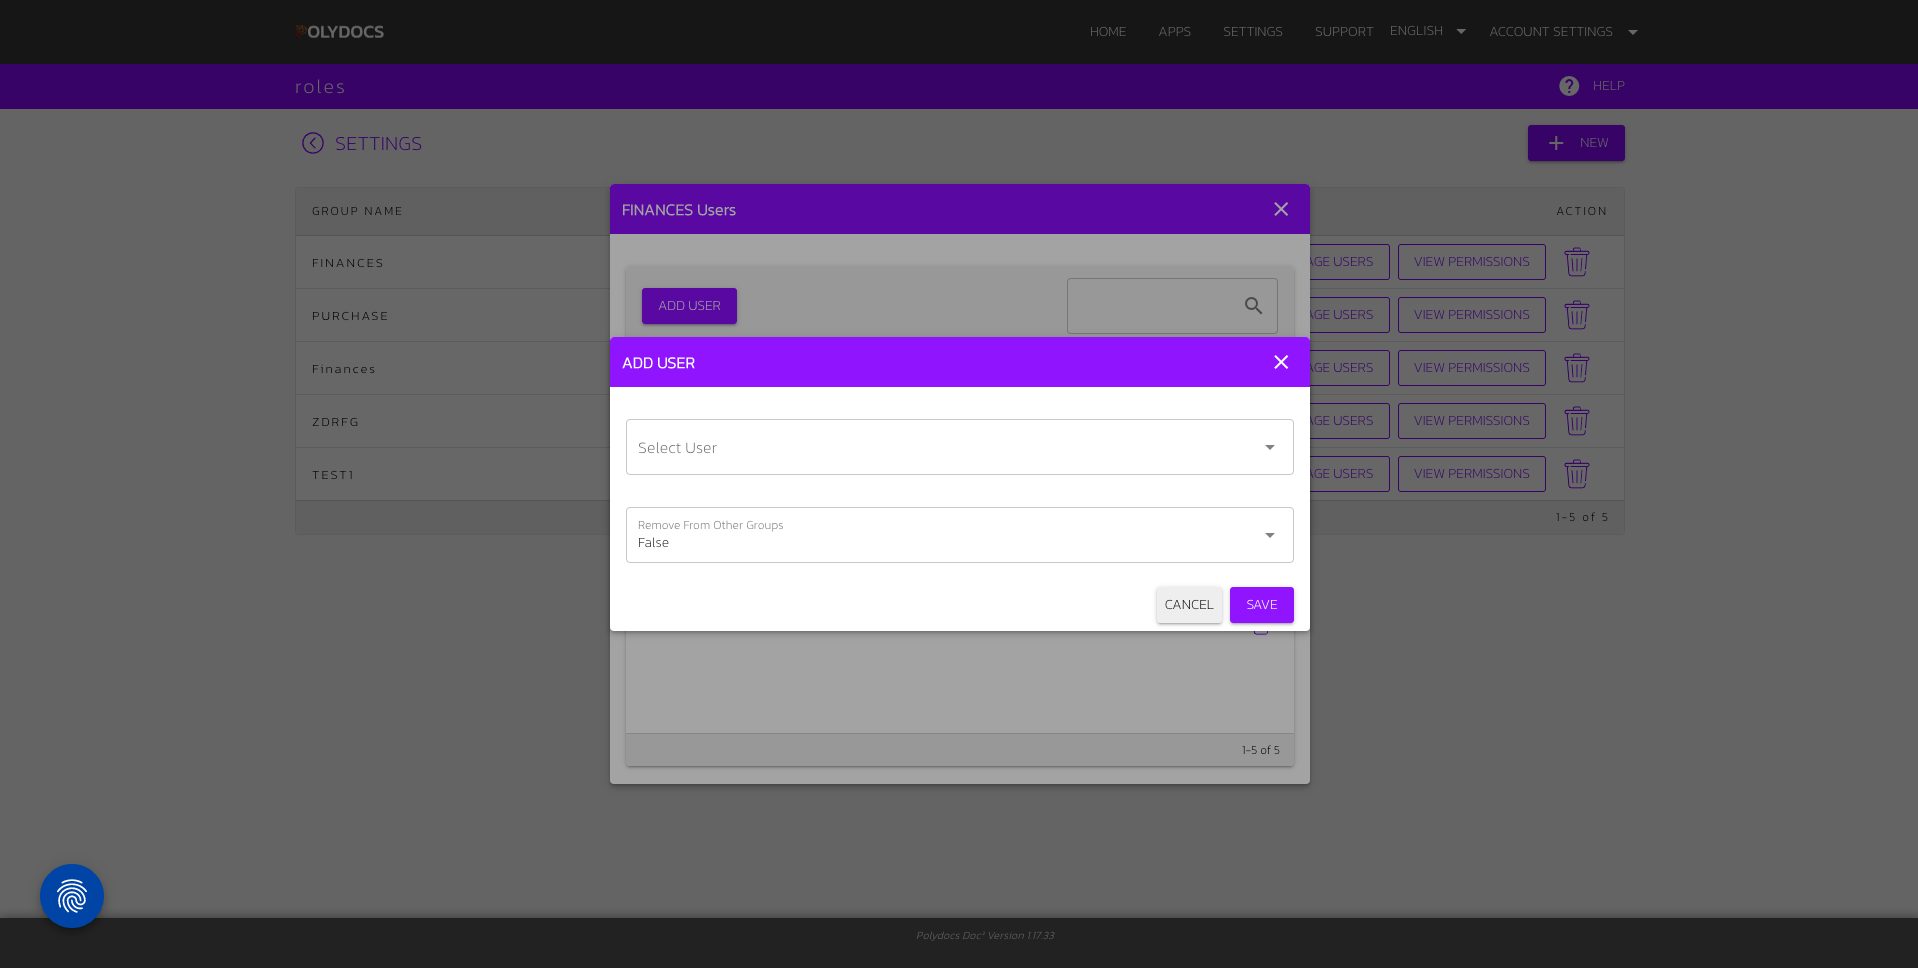 OLYDOCS
HOME APPS SETTINGS SUPPORT ENGLISH ACCOUNT SETTINGS
roles
HELP
SETTINGS
NEW
GROUP NAME
ACTION
FINANCES
AGE USERS VIEW PERMISSIONS
PURCHASE
AGE USERS VIEW PERMISSIONS
Finances
AGE USERS VIEW PERMISSIONS
ZDRFG
AGE USERS VIEW PERMISSIONS
TEST1
AGE USERS VIEW PERMISSIONS
1-5 of 5
FINANCES Users
ADD USER
ADD USER
Select User
Remove From Other Groups
False
CANCEL SAVE
1-5 of 5
Polydocs Doc² Version 1.17.33